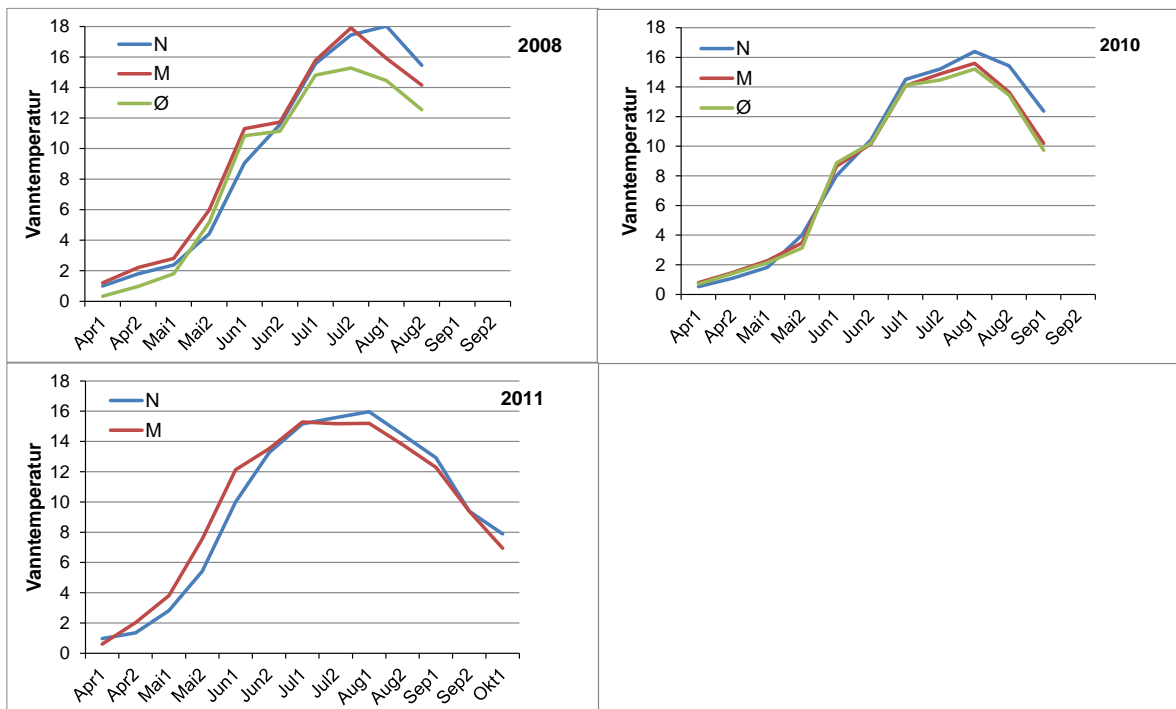 2008
Vanntemperatur
18
16
14
12
10
8
6
4
2
0
N
M
Ø
Apr1 Apr2 Mai1 Mai2 Jun1 Jun2 Jul1 Jul2 Aug1 Aug2 Sep1 Sep2
2010
Vanntemperatur
18
16
14
12
10
8
6
4
2
0
N
M
Ø
Apr1 Apr2 Mai1 Mai2 Jun1 Jun2 Jul1 Jul2 Aug1 Aug2 Sep1 Sep2
2011
Vanntemperatur
18
16
14
12
10
8
6
4
2
0
N
M
Apr1 Apr2 Mai1 Mai2 Jun1 Jun2 Jul1 Jul2 Aug1 Aug2 Sep1 Sep2 Okt1